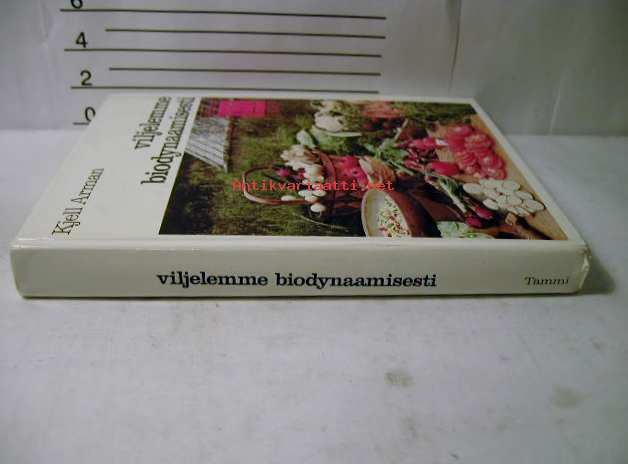 6
4
2
0
Kjell Arman
viljelemme
biodynaamisesti
Antikvariaatti.net
viljelemme biodynaamisesti Tammi